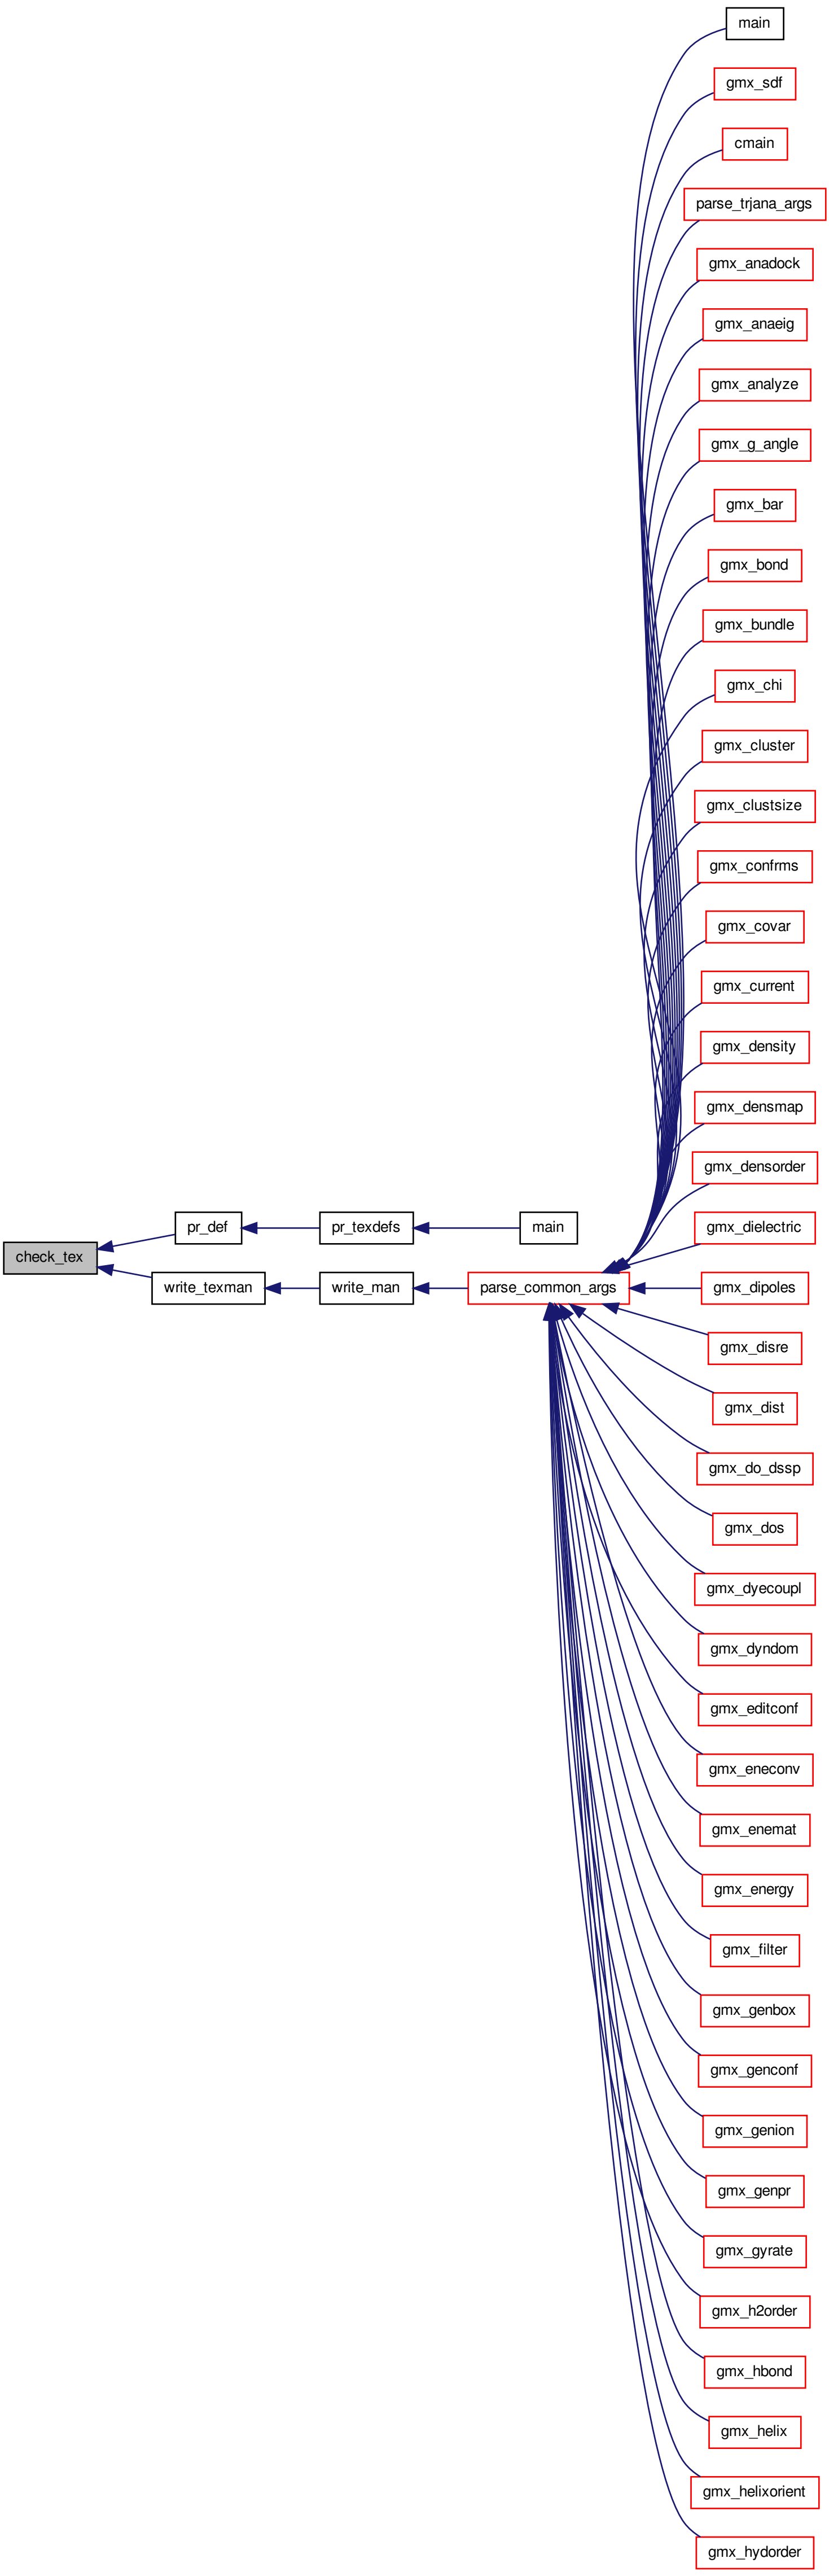 main
gmx_sdf
cmain
parse_trjana_args
gmx_anadock
gmx_anaeig
gmx_analyze
gmx_g_angle
gmx_bar
gmx_bond
gmx_bundle
gmx_chi
gmx_cluster
gmx_clustsize
gmx_confrms
gmx_covar
gmx_current
gmx_density
gmx_densmap
gmx_densorder
pr_def
pr_texdefs
main
gmx_dielectric
check_tex
write_texman
write_man
parse_common_args
gmx_dipoles
gmx_disre
gmx_dist
gmx_do_dssp
gmx_dos
gmx_dyecoupl
gmx_dyndom
gmx_editconf
gmx_eneconv
gmx_enemat
gmx_energy
gmx_filter
gmx_genbox
gmx_genconf
gmx_genion
gmx_genpr
gmx_gyrate
gmx_h2order
gmx_hbond
gmx_helix
gmx_helixorient
gmx_hydorder